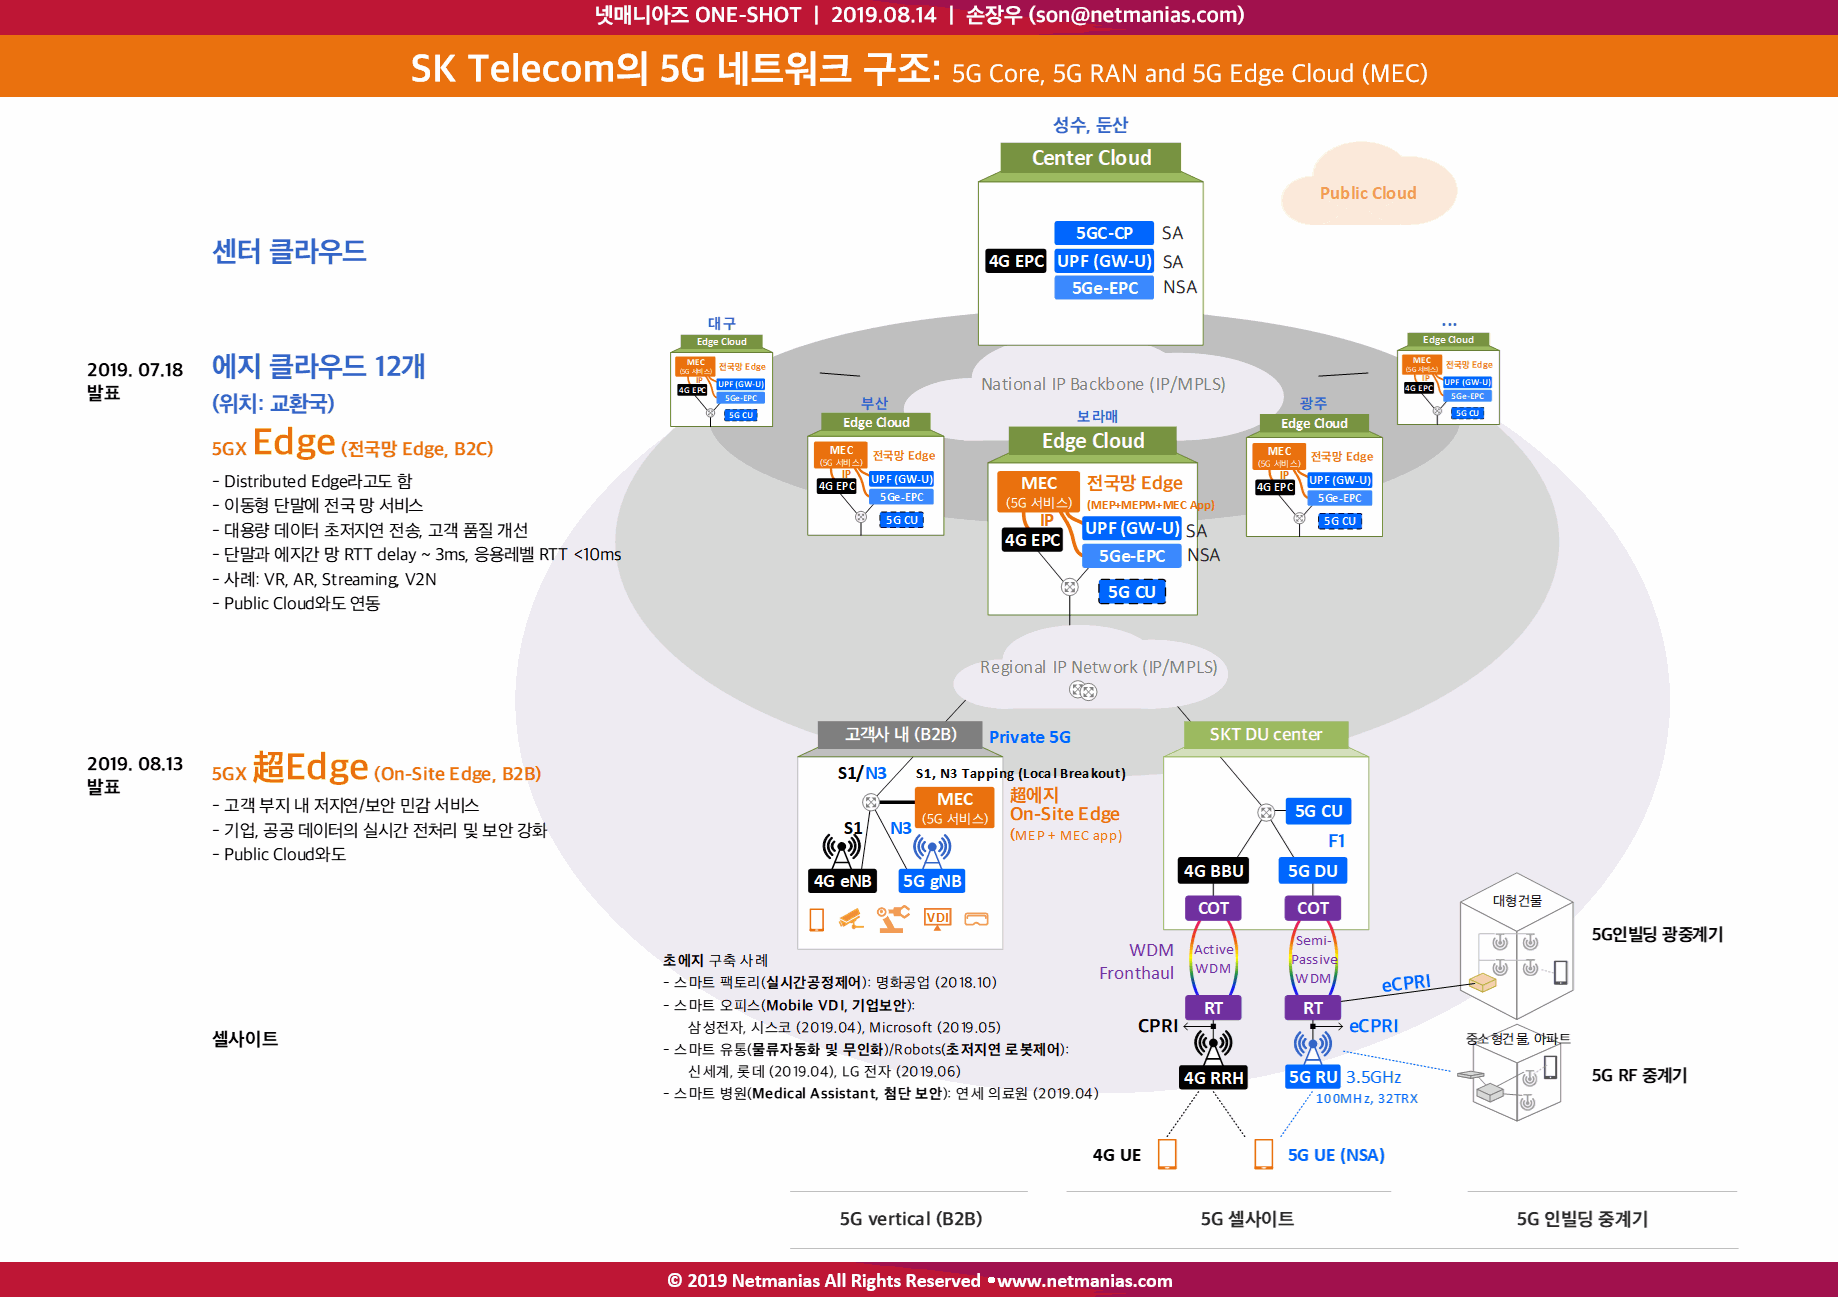 넷매니아즈 ONE-SHOT | 2019.08.14 | 손장우 (son@netmanias.com)
SK Telecom의 5G 네트워크 구조: 5G Core, 5G RAN and 5G Edge Cloud (MEC)
성수, 둔산
Center Cloud
Public Cloud
5GC-CP SA
4G EPC UPF (GW-U) SA
5Ge-EPC NSA
센터 클라우드
2019. 07.18
발표
에지 클라우드 12개
(위치: 교환국)
5GX Edge (전국망 Edge, B2C)
- Distributed Edge라고도 함
- 이동형 단말에 전국 망 서비스
- 대용량 데이터 초저지연 전송, 고객 품질 개선
- 단말과 에지간 망 RTT delay ~ 3ms, 응용레벨 RTT <10ms
- 사례: VR, AR, Streaming, V2N
- Public Cloud와도 연동
대구
Edge Cloud
MEC
(5G 서비스)
전국망 Edge
IP
4G EPC
UPF (GW-U)
5Ge-EPC
5G CU
...
Edge Cloud
MEC
(5G 서비스)
전국망 Edge
IP
4G EPC
UPF (GW-U)
5Ge-EPC
5G CU
National IP Backbone (IP/MPLS)
부산
Edge Cloud
MEC
(5G 서비스)
전국망 Edge
IP
4G EPC
UPF (GW-U)
5Ge-EPC
5G CU
보라매
Edge Cloud
MEC
(5G 서비스)
전국망 Edge
(MEP+MEPM+MEC App)
IP
4G EPC
UPF (GW-U) SA
5Ge-EPC NSA
5G CU
광주
Edge Cloud
MEC
(5G 서비스)
전국망 Edge
IP
4G EPC
UPF (GW-U)
5Ge-EPC
5G CU
Regional IP Network (IP/MPLS)
2019. 08.13
발표
5GX 超Edge (On-Site Edge, B2B)
- 고객 부지 내 저지연/보안 민감 서비스
- 기업, 공공 데이터의 실시간 전처리 및 보안 강화
- Public Cloud와도
고객사 내 (B2B)
Private 5G
S1/N3
S1, N3 Tapping (Local Breakout)
MEC
(5G 서비스)
超에지
On-Site Edge
(MEP + MEC app)
S1
N3
4G eNB
5G gNB
VDI
SKT DU center
5G CU
F1
4G BBU
5G DU
COT
COT
WDM
Fronthaul
Active
WDM
Semi-
Passive
WDM
RT
RT
eCPRI
CPRI
eCPRI
4G RRH
5G RU
3.5GHz
100MHz, 32TRX
4G UE
5G UE (NSA)
대형건물
5G인빌딩 광중계기
중소형건물, 아파트
5G RF 중계기
셀사이트
초에지 구축 사례
- 스마트 팩토리(실시간공정제어): 명화공업 (2018.10)
- 스마트 오피스(Mobile VDI, 기업보안):
삼성전자, 시스코 (2019.04), Microsoft (2019.05)
- 스마트 유통(물류자동화 및 무인화)/Robots(초저지연 로봇제어):
신세계, 롯데 (2019.04), LG 전자 (2019.06)
- 스마트 병원(Medical Assistant, 첨단 보안): 연세 의료원 (2019.04)
5G vertical (B2B)
5G 셀사이트
5G 인빌딩 중계기
© 2019 Netmanias All Rights Reserved •www.netmanias.com